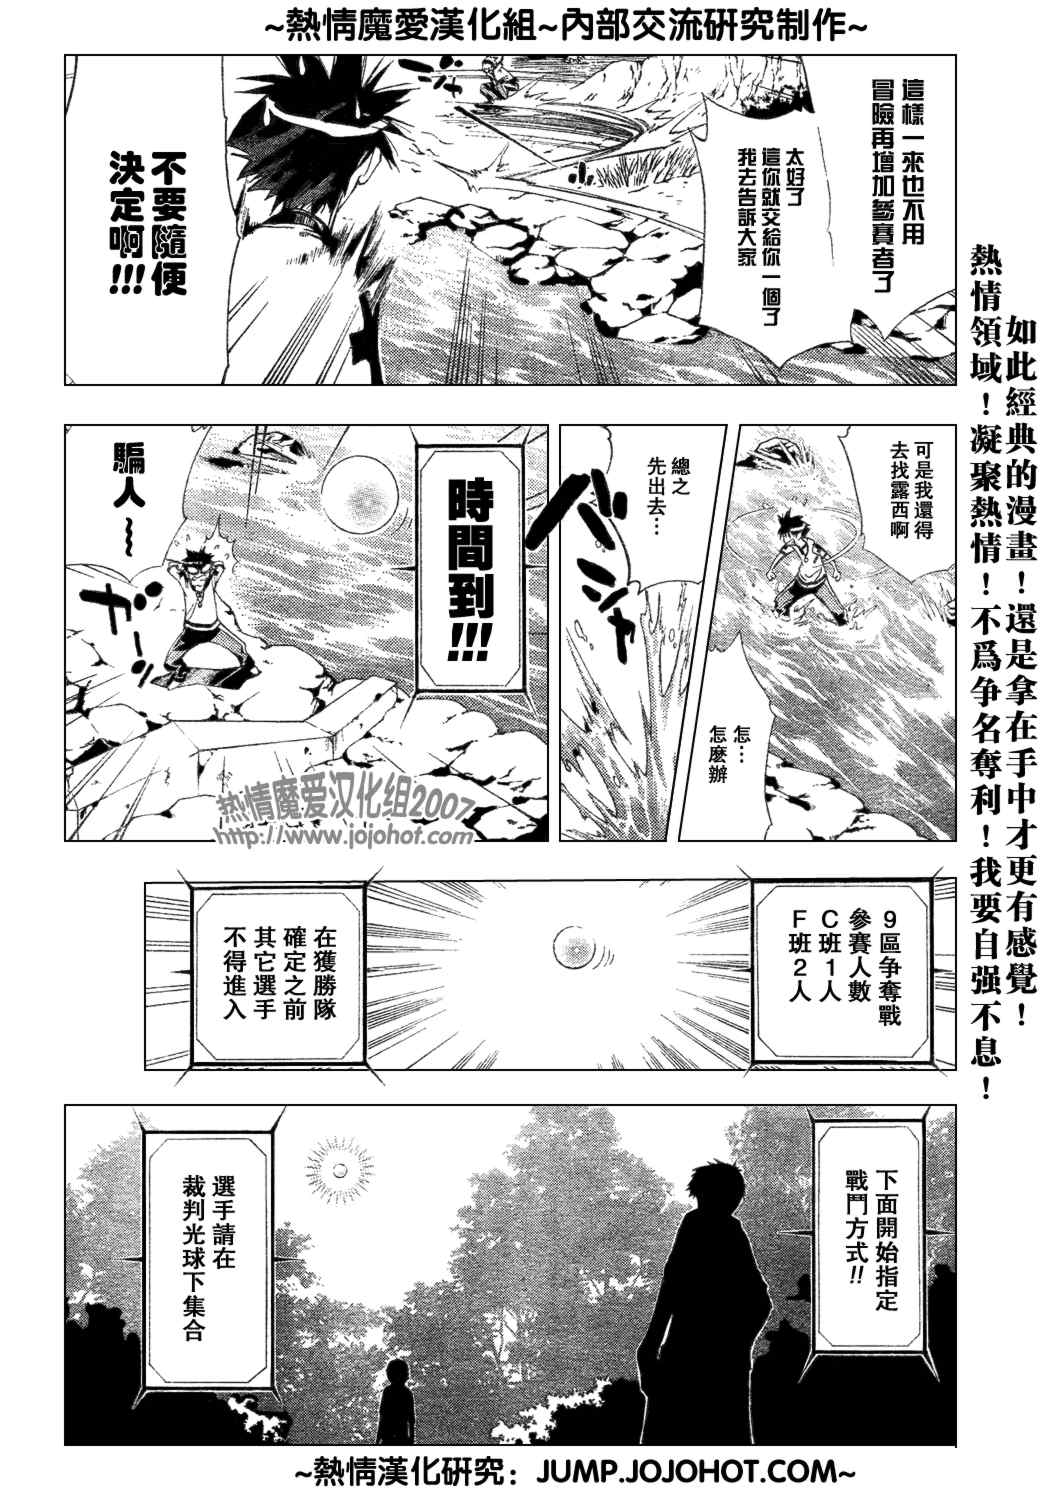 ~熱情魔愛漢化組~內部交流研究制作~
這樣一來也不用
冒險再增加參賽者了
太好了
這你就交給你一個了
我去告訴大家
不要隨便
決定啊!!!
可是我還得
去找露西啊
怎…
怎麽辦
總之
先出去…
バシャ
時間到!!!
騙人~
ガーン
熱情魔爱汉化组2007
http://www.jojohot.com
9區争奪戰
參賽人數
C班1人
F班2人
在獲勝隊
確定之前
其它選手
不得進入
下面開始指定
戰鬥方式!!
選手請在
裁判光球下集合
如此經典的漫畫！還是拿在手中才更有感覺！
熱情領域！凝聚熱情！不爲争名奪利！我要自强不息！
~熱情漢化研究：JUMP.JOJOHOT.COM~